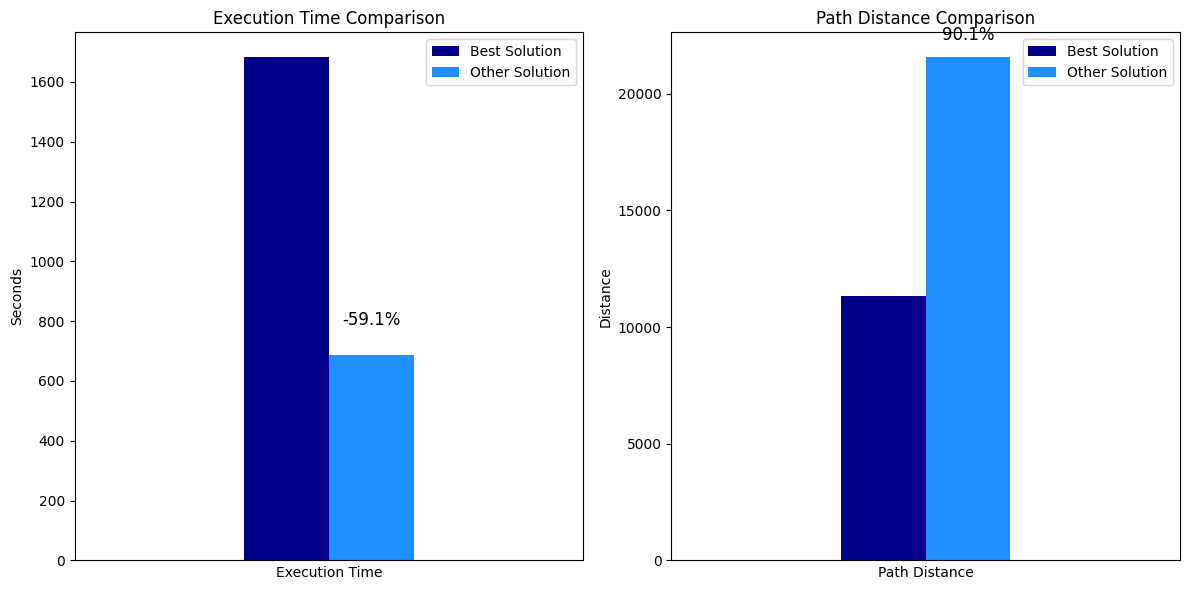 Execution Time Comparison
Best Solution
Other Solution
1600
1400
1200
1000
800
600
400
200
0
Seconds
-59.1%
Execution Time
Path Distance Comparison
90.1%
Best Solution
Other Solution
20000
15000
10000
5000
0
Distance
Path Distance